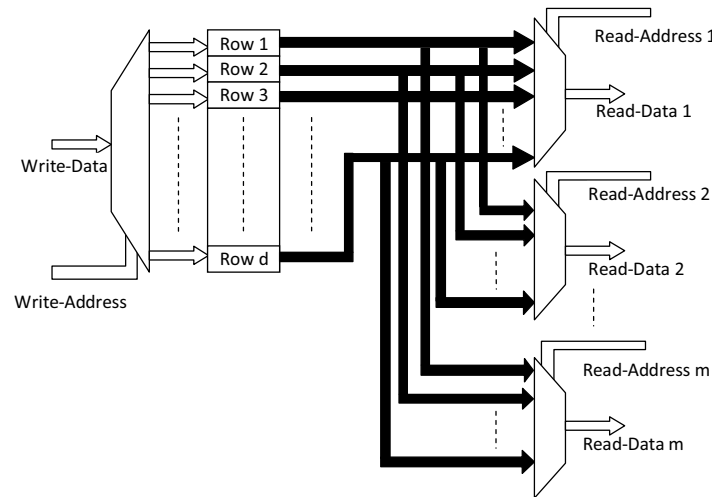 Row 1
Row 2
Row 3
Row d
Write-Data
Write-Address
Read-Address 1
Read-Data 1
Read-Address 2
Read-Data 2
Read-Address m
Read-Data m